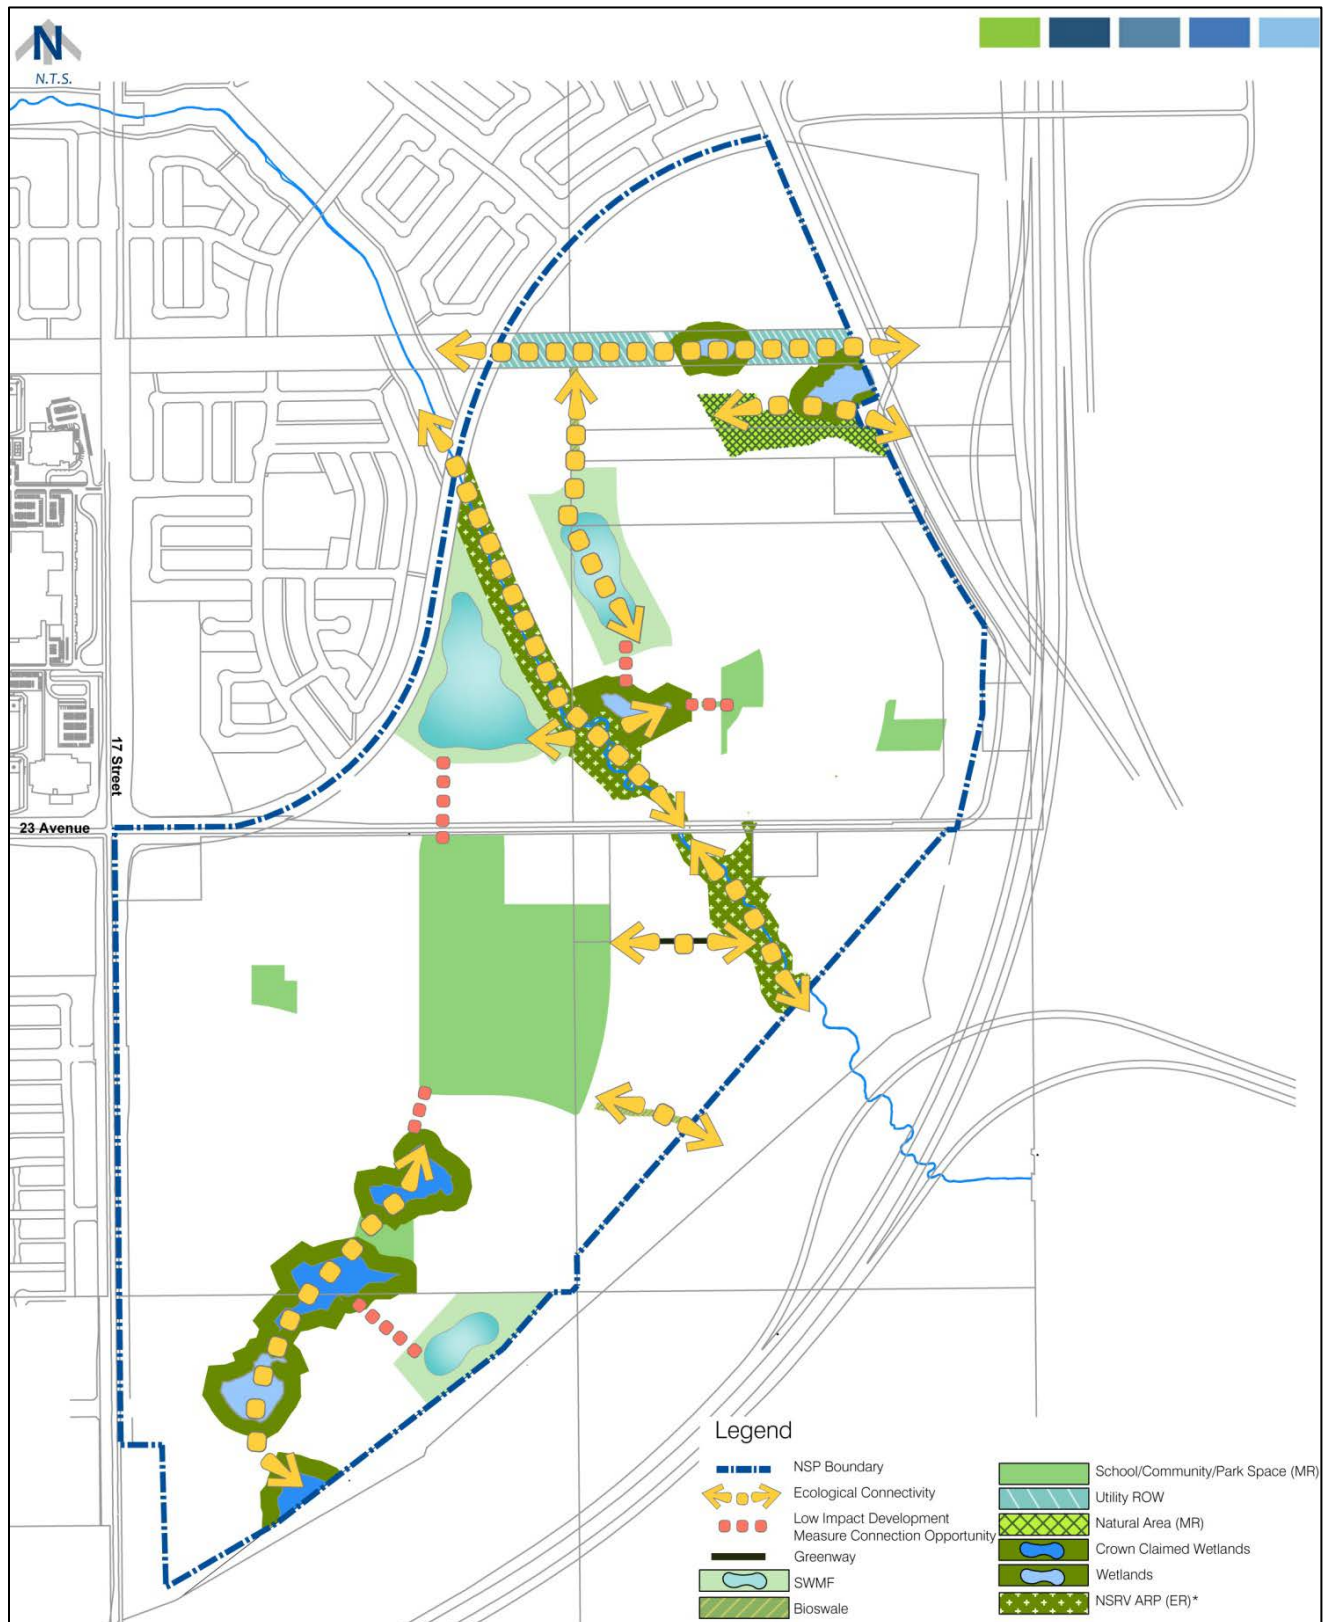 N
N.T.S.
17 Street
23 Avenue
Legend
NSP Boundary
Ecological Connectivity
Low Impact Development
Measure Connection Opportunity
Greenway
SWMF
Bioswale
School/Community/Park Space (MR)
Utility ROW
Natural Area (MR)
Crown Claimed Wetlands
Wetlands
NSRV ARP (ER)*